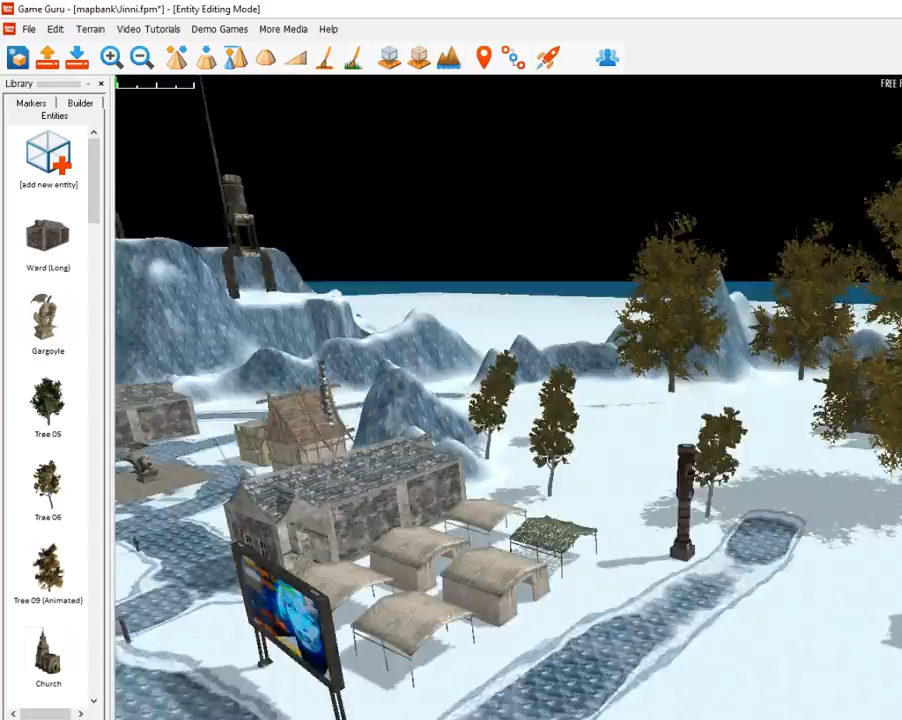 Game Guru - [mapbank\Jinni.fpm*] - [Entity Editing Mode]
File Edit Terrain Video Tutorials Demo Games More Media Help
Library
Markers Builder
Entities
[add new entity]
Ward (Long)
Gargoyle
Tree 05
Tree 06
Tree 09 (Animated)
Church
FREE